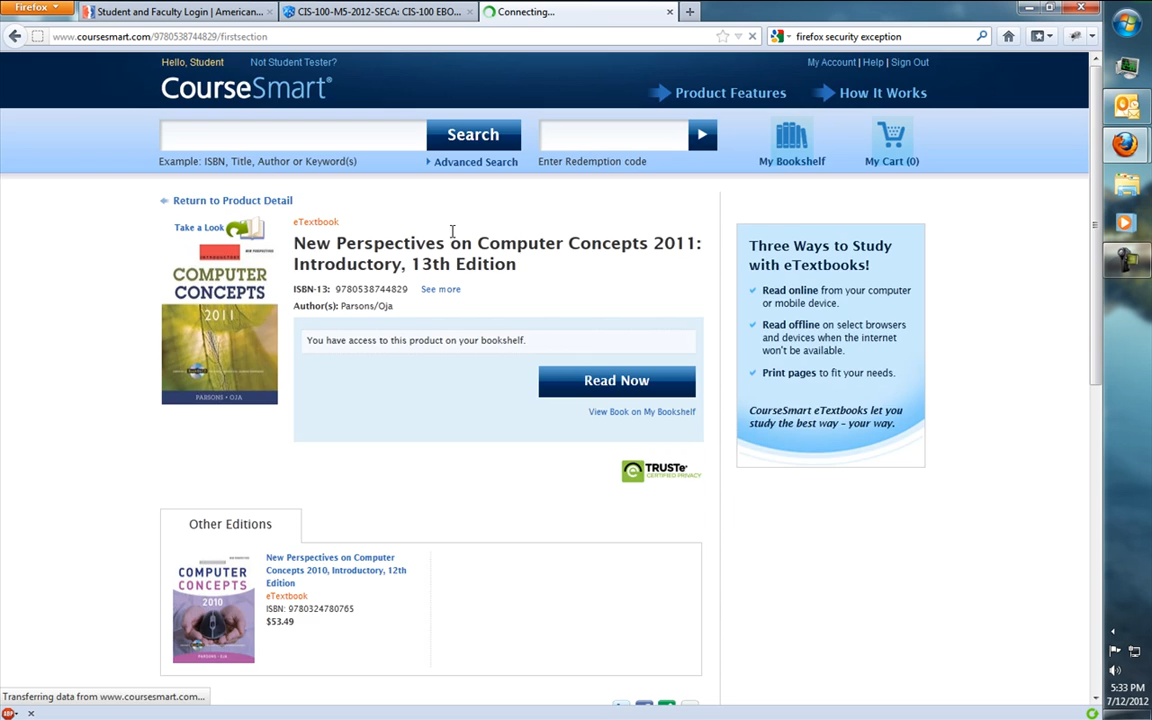 Firefox
Student and Faculty Login | American...
CIS-100-M5-2012-SECA: CIS-100 EBO...
Connecting...
www.coursesmart.com/9780538744829/firstsection
firefox security exception
Hello, Student
Not Student Tester?
My Account | Help | Sign Out
CourseSmart®
Product Features
How It Works
Search
Example: ISBN, Title, Author or Keyword(s)
Advanced Search
Enter Redemption code
My Bookshelf
My Cart (0)
Return to Product Detail
Take a Look
eTextbook
New Perspectives on Computer Concepts 2011:
Introductory, 13th Edition
ISBN-13: 9780538744829 See more
Author(s): Parsons/Oja
You have access to this product on your bookshelf.
Read Now
View Book on My Bookshelf
COMPUTER
CONCEPTS
2011
PARSONS • OJA
TRUSTe
CERTIFIED PRIVACY
Three Ways to Study
with eTextbooks!
Read online from your computer
or mobile device.
Read offline on select browsers
and devices when the internet
won't be available.
Print pages to fit your needs.
CourseSmart eTextbooks let you
study the best way – your way.
Other Editions
COMPUTER
CONCEPTS
2010
PARSONS • OJA
New Perspectives on Computer
Concepts 2010, Introductory, 12th
Edition
eTextbook
ISBN: 9780324780765
$53.49
Transferring data from www.coursesmart.com...
5:33 PM
7/12/2012